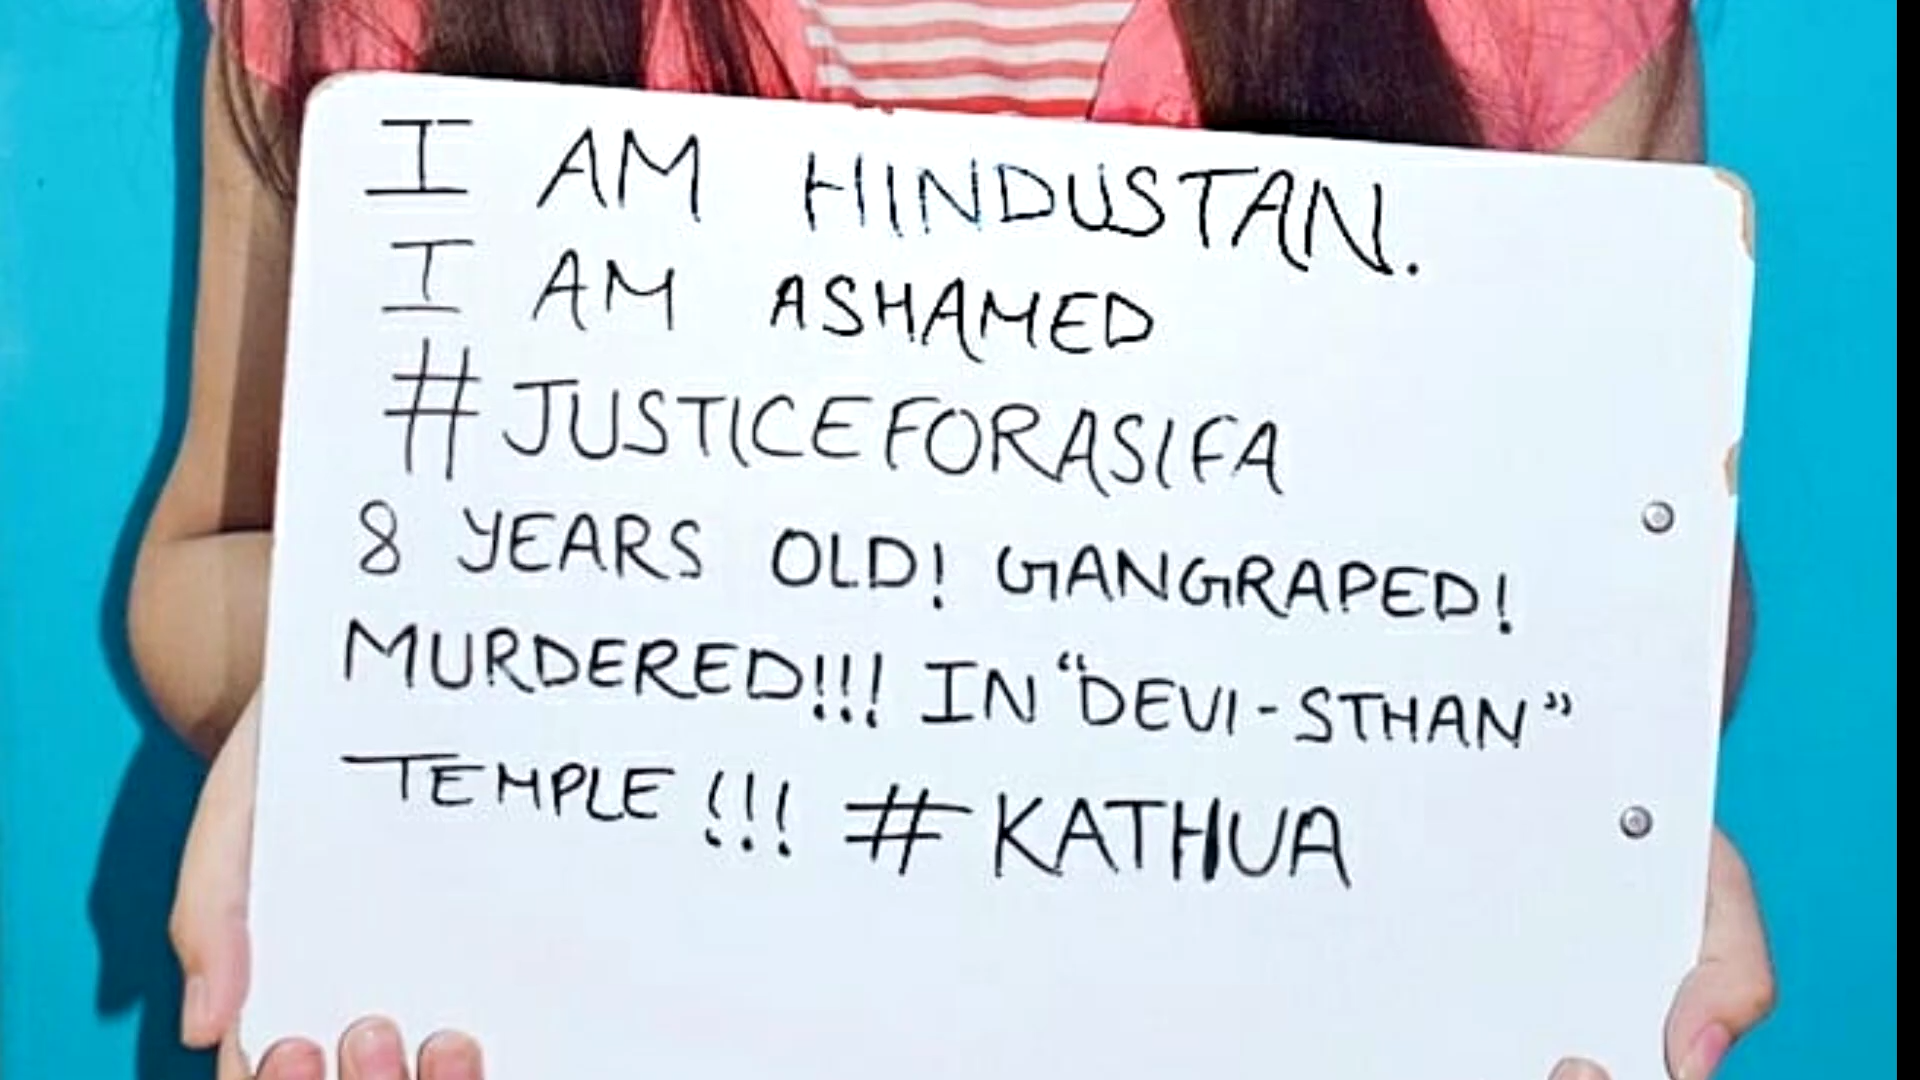 I AM HINDUSTAN.
I AM ASHAMED
#JUSTICEFORASIFA
8 YEARS OLD! GANGRAPED!
MURDERED!!! IN "DEVI-STHAN"
TEMPLE!!! #KATHUA